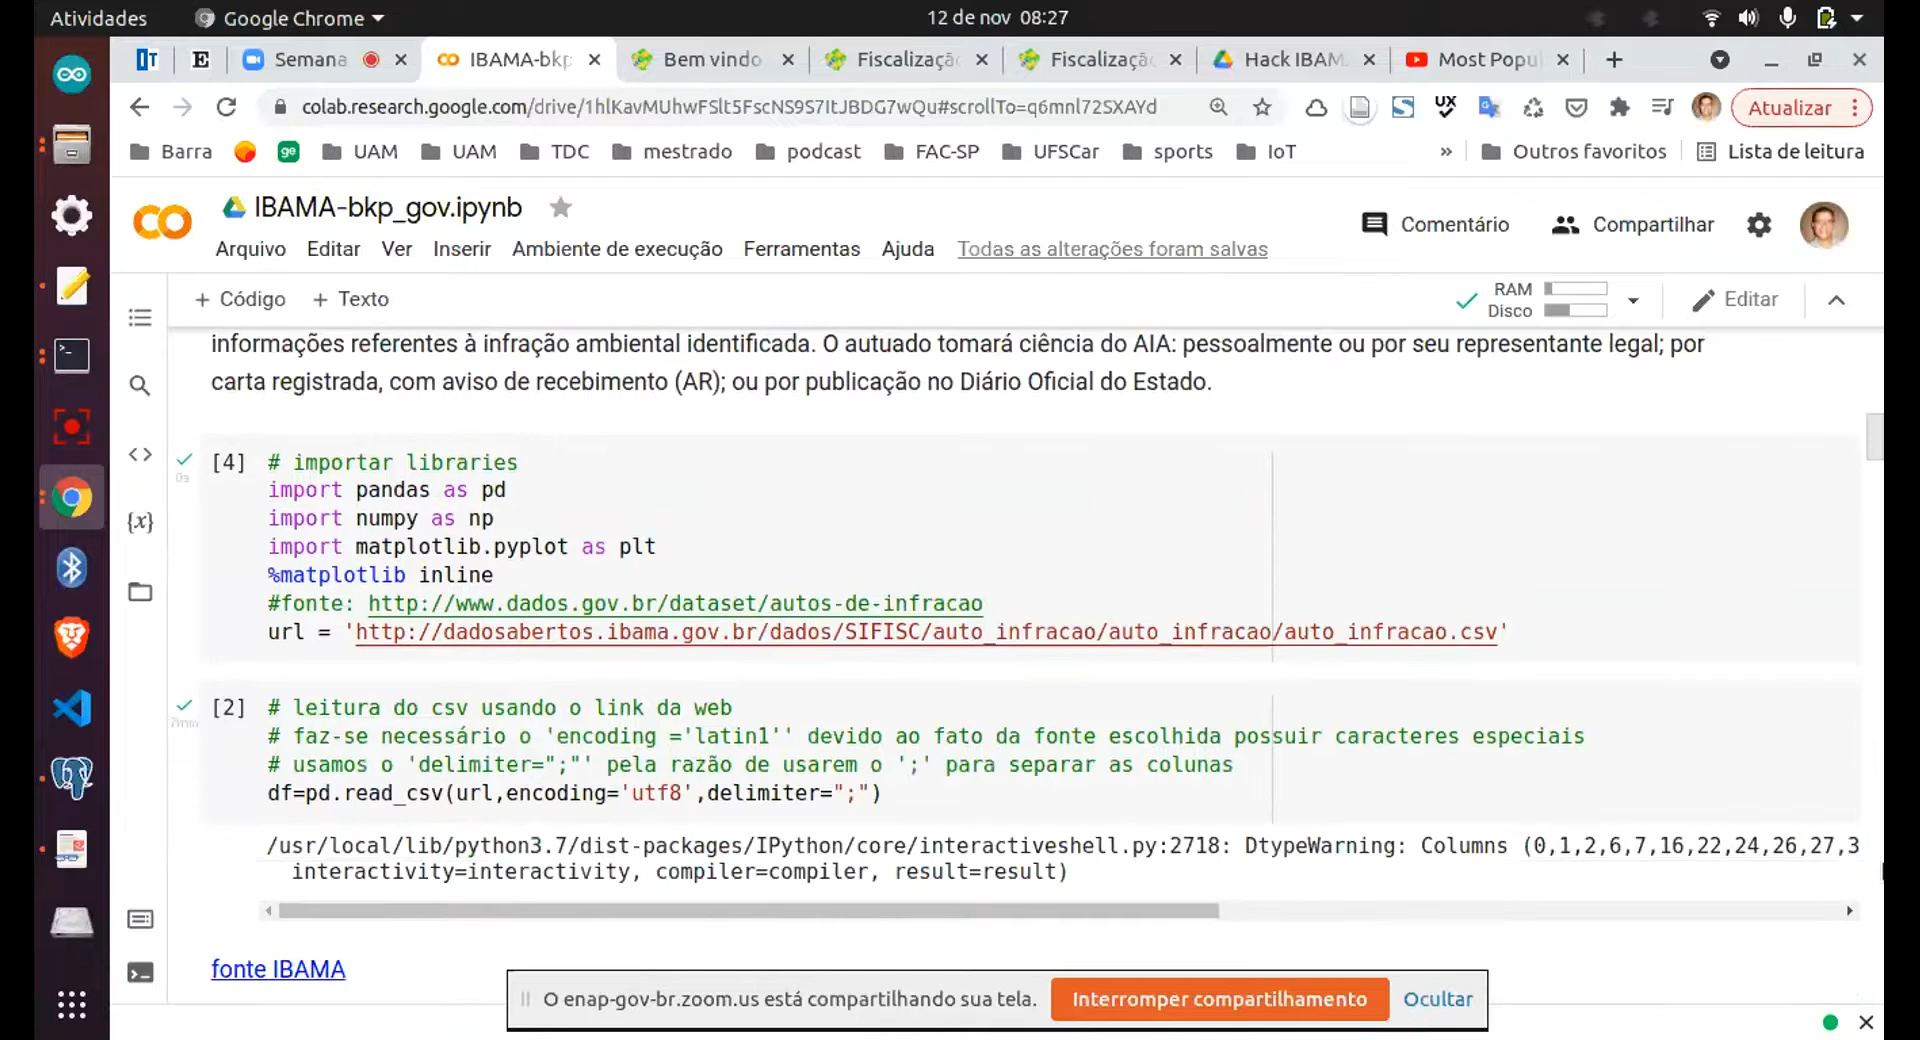 Atividades
Google Chrome
12 de nov 08:27
Semana
IBAMA-bkp
Bem vindo
Fiscalizaçã
Fiscalizaçã
Hack IBAM
Most Popu
colab.research.google.com/drive/1hlKavMUhwFSlt5FscNS9S7ItJBDG7wQu#scrollTo=q6mnl72SXAYd
UX
Atualizar
Barra
ge
UAM
UAM
TDC
mestrado
podcast
FAC-SP
UFSCar
sports
IoT
»
Outros favoritos
Lista de leitura
IBAMA-bkp_gov.ipynb
Comentário
Compartilhar
Arquivo
Editar
Ver
Inserir
Ambiente de execução
Ferramentas
Ajuda
Todas as alterações foram salvas
+ Código
+ Texto
RAM
Disco
Editar
informações referentes à infração ambiental identificada. O autuado tomará ciência do AIA: pessoalmente ou por seu representante legal; por
carta registrada, com aviso de recebimento (AR); ou por publicação no Diário Oficial do Estado.
[4] # importar libraries
0s
import pandas as pd
import numpy as np
import matplotlib.pyplot as plt
%matplotlib inline
#fonte: http://www.dados.gov.br/dataset/autos-de-infracao
url = 'http://dadosabertos.ibama.gov.br/dados/SIFISC/auto_infracao/auto_infracao/auto_infracao.csv'
[2] # leitura do csv usando o link da web
# faz-se necessário o 'encoding ='latin1'' devido ao fato da fonte escolhida possuir caracteres especiais
# usamos o 'delimiter=";"' pela razão de usarem o ';' para separar as colunas
df=pd.read_csv(url,encoding='utf8',delimiter=";")
/usr/local/lib/python3.7/dist-packages/IPython/core/interactiveshell.py:2718: DtypeWarning: Columns (0,1,2,6,7,16,22,24,26,27,3
interactivity=interactivity, compiler=compiler, result=result)
fonte IBAMA
O enap-gov-br.zoom.us está compartilhando sua tela.
Interromper compartilhamento
Ocultar